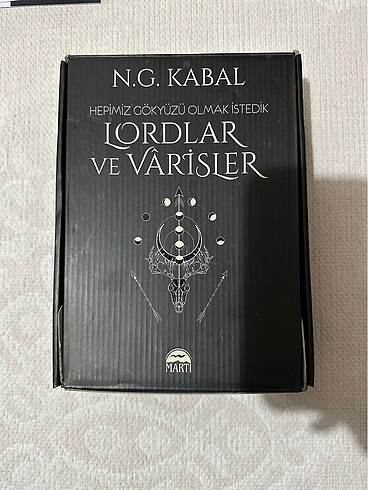 N.G. KABAL
HEPİMİZ GÖKYÜZÜ OLMAK İSTEDİK
LORDLAR
VE VÂRİSLER
MARTI